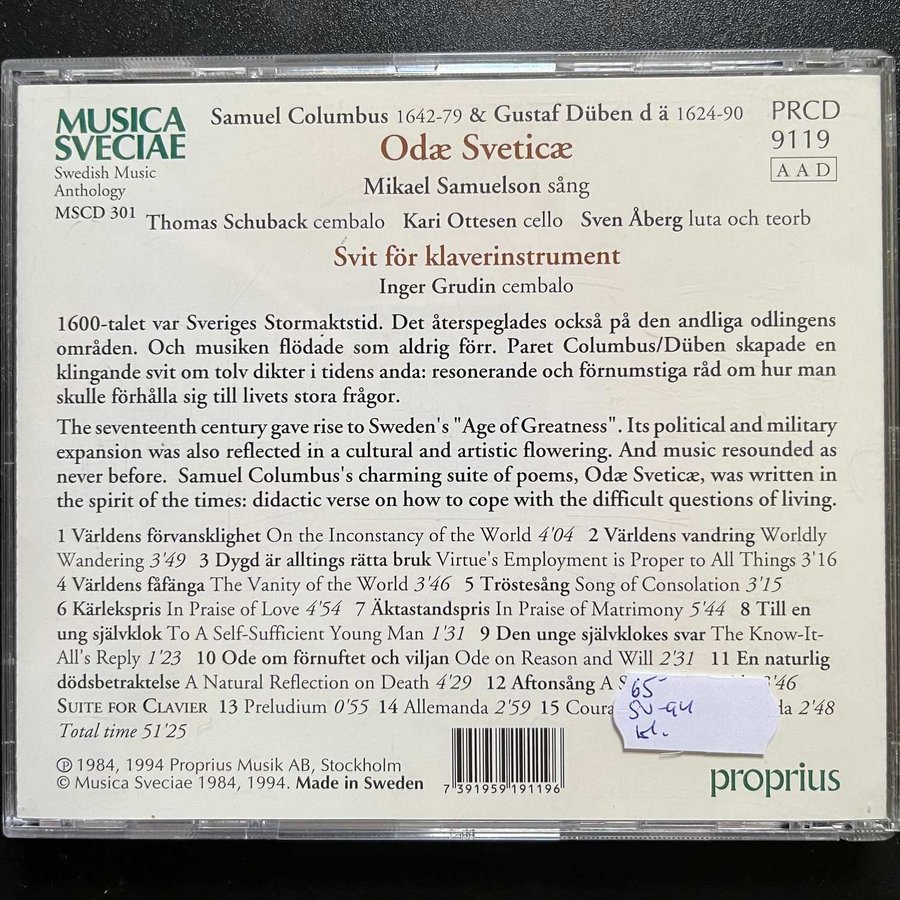 MUSICA
SVECIAE
Swedish Music
Anthology
MSCD 301
Samuel Columbus 1642-79 & Gustaf Düben d ä 1624-90
Odæ Sveticæ
Mikael Samuelson sång
Thomas Schuback cembalo Kari Ottesen cello Sven Åberg luta och teorb
Svit för klaverinstrument
Inger Grudin cembalo
PRCD
9119
AAD
1600-talet var Sveriges Stormaktstid. Det återspeglades också på den andliga odlingens
områden. Och musiken flödade som aldrig förr. Paret Columbus/Düben skapade en
klingande svit om tolv dikter i tidens anda: resonerande och förnumstiga råd om hur man
skulle förhålla sig till livets stora frågor.
The seventeenth century gave rise to Sweden's "Age of Greatness". Its political and military
expansion was also reflected in a cultural and artistic flowering. And music resounded as
never before. Samuel Columbus's charming suite of poems, Odæ Sveticæ, was written in
the spirit of the times: didactic verse on how to cope with the difficult questions of living.
1 Världens förvansklighet On the Inconstancy of the World 4'04 2 Världens vandring Worldly
Wandering 3'49 3 Dygd är alltings rätta bruk Virtue's Employment is Proper to All Things 3'16
4 Världens fåfänga The Vanity of the World 3'46 5 Tröstesång Song of Consolation 3'15
6 Kärlekspris In Praise of Love 4'54 7 Äktastandspris In Praise of Matrimony 5'44 8 Till en
ung självklok To A Self-Sufficient Young Man 1'31 9 Den unge självklokes svar The Know-It-
All's Reply 1'23 10 Ode om förnuftet och viljan Ode on Reason and Will 2'31 11 En naturlig
dödsbetraktelse A Natural Reflection on Death 4'29 12 Aftonsång A
SUITE FOR CLAVIER 13 Preludium 0'55 14 Allemanda 2'59 15 2'48
Total time 51'25
65-
℗ 1984, 1994 Proprius Musik AB, Stockholm
© Musica Sveciae 1984, 1994. Made in Sweden
7 391959 191196
proprius